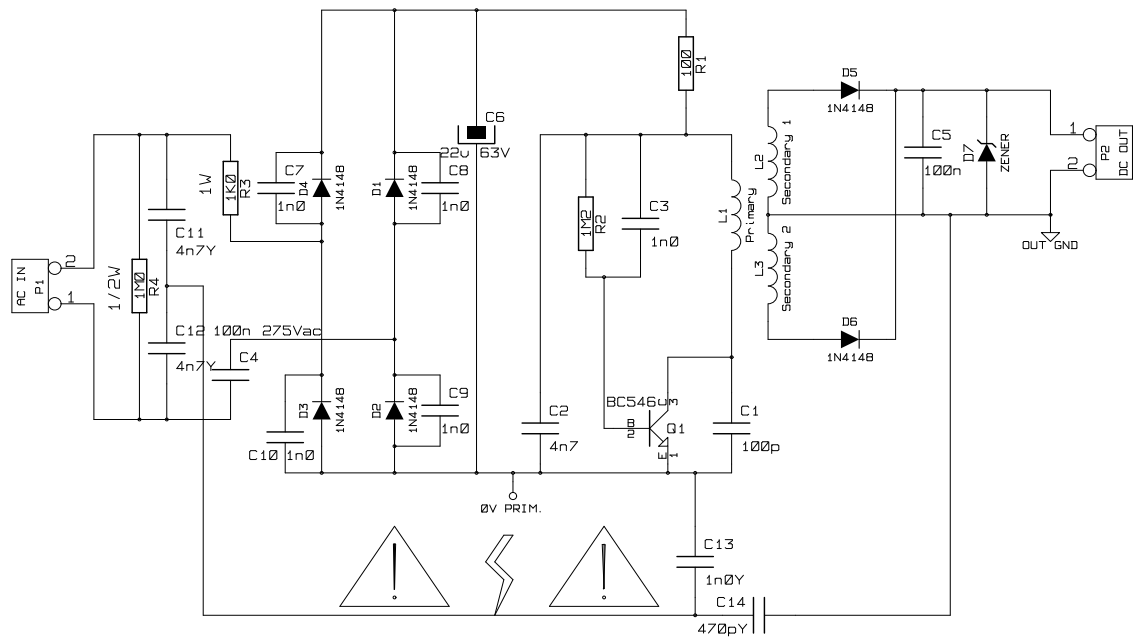 R1
100
D5
1N4148
C6
22u 63V
L2
Secondary 1
C5
100n
D7
ZENER
1
2
P2
DC OUT
1W
1K0
R3
C7
1n0
D4
1N4148
D1
1N4148
C8
1n0
1M2
R2
C3
1n0
L1
Primary
C11
4n7Y
OUT GND
L3
Secondary 2
AC IN
P1
2
1
1/2W
1M0
R4
C12 100n 275Vac
4n7Y
C4
D6
1N4148
D3
1N4148
D2
1N4148
C9
1n0
C10 1n0
C2
4n7
BC546
C
3
B
2
Q1
E
1
C1
100p
0V PRIM.
!
!
C13
1n0Y
C14
470pY